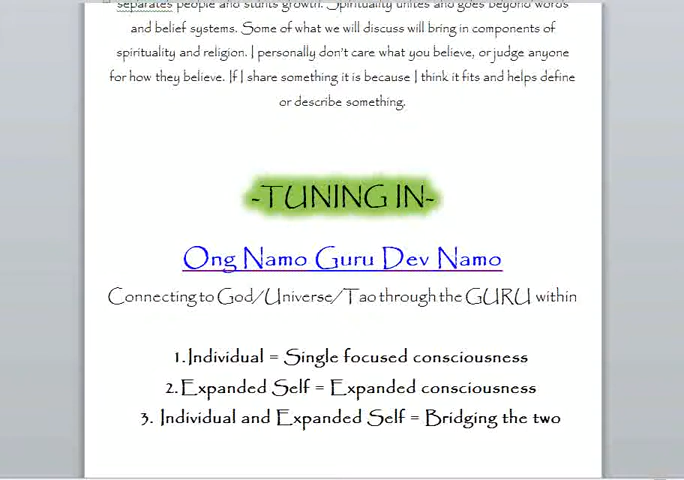 separates people and stunts growth. Spirituality unites and goes beyond words
and belief systems. Some of what we will discuss will bring in components of
spirituality and religion. I personally don't care what you believe, or judge anyone
for how they believe. If I share something it is because I think it fits and helps define
or describe something.
-TUNING IN-
Ong Namo Guru Dev Namo
Connecting to God/Universe/Tao through the GURU within
1. Individual = Single focused consciousness
2. Expanded Self = Expanded consciousness
3. Individual and Expanded Self = Bridging the two